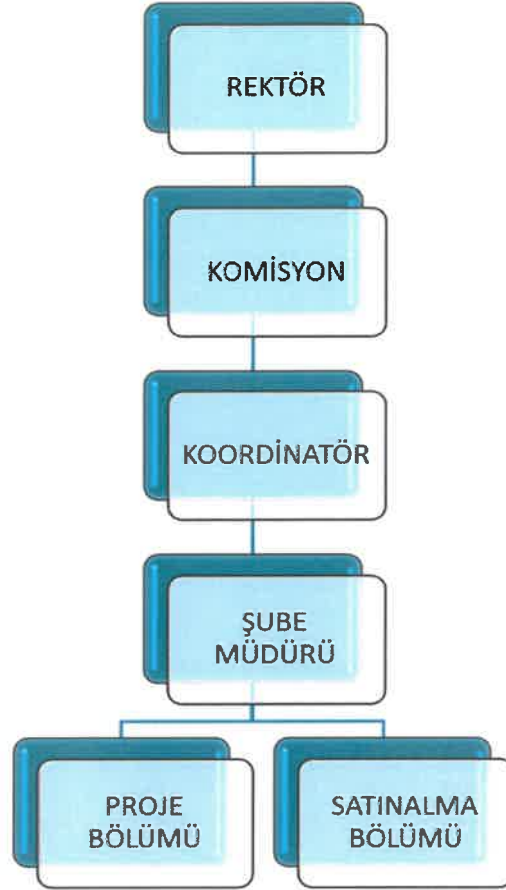 REKTÖR
KOMİSYON
KOORDİNATÖR
ŞUBE
MÜDÜRÜ
PROJE
BÖLÜMÜ
SATINALMA
BÖLÜMÜ